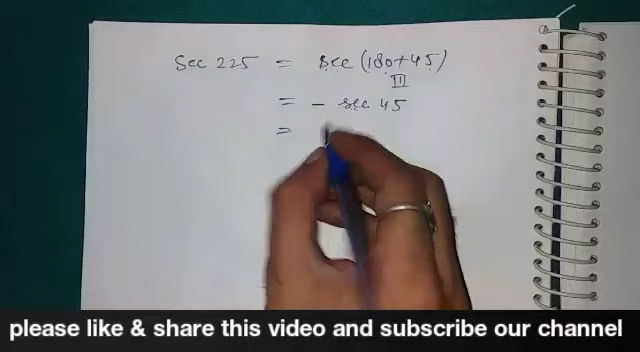 sec 225 = sec (180+45)
III
= - sec 45
=
please like & share this video and subscribe our channel